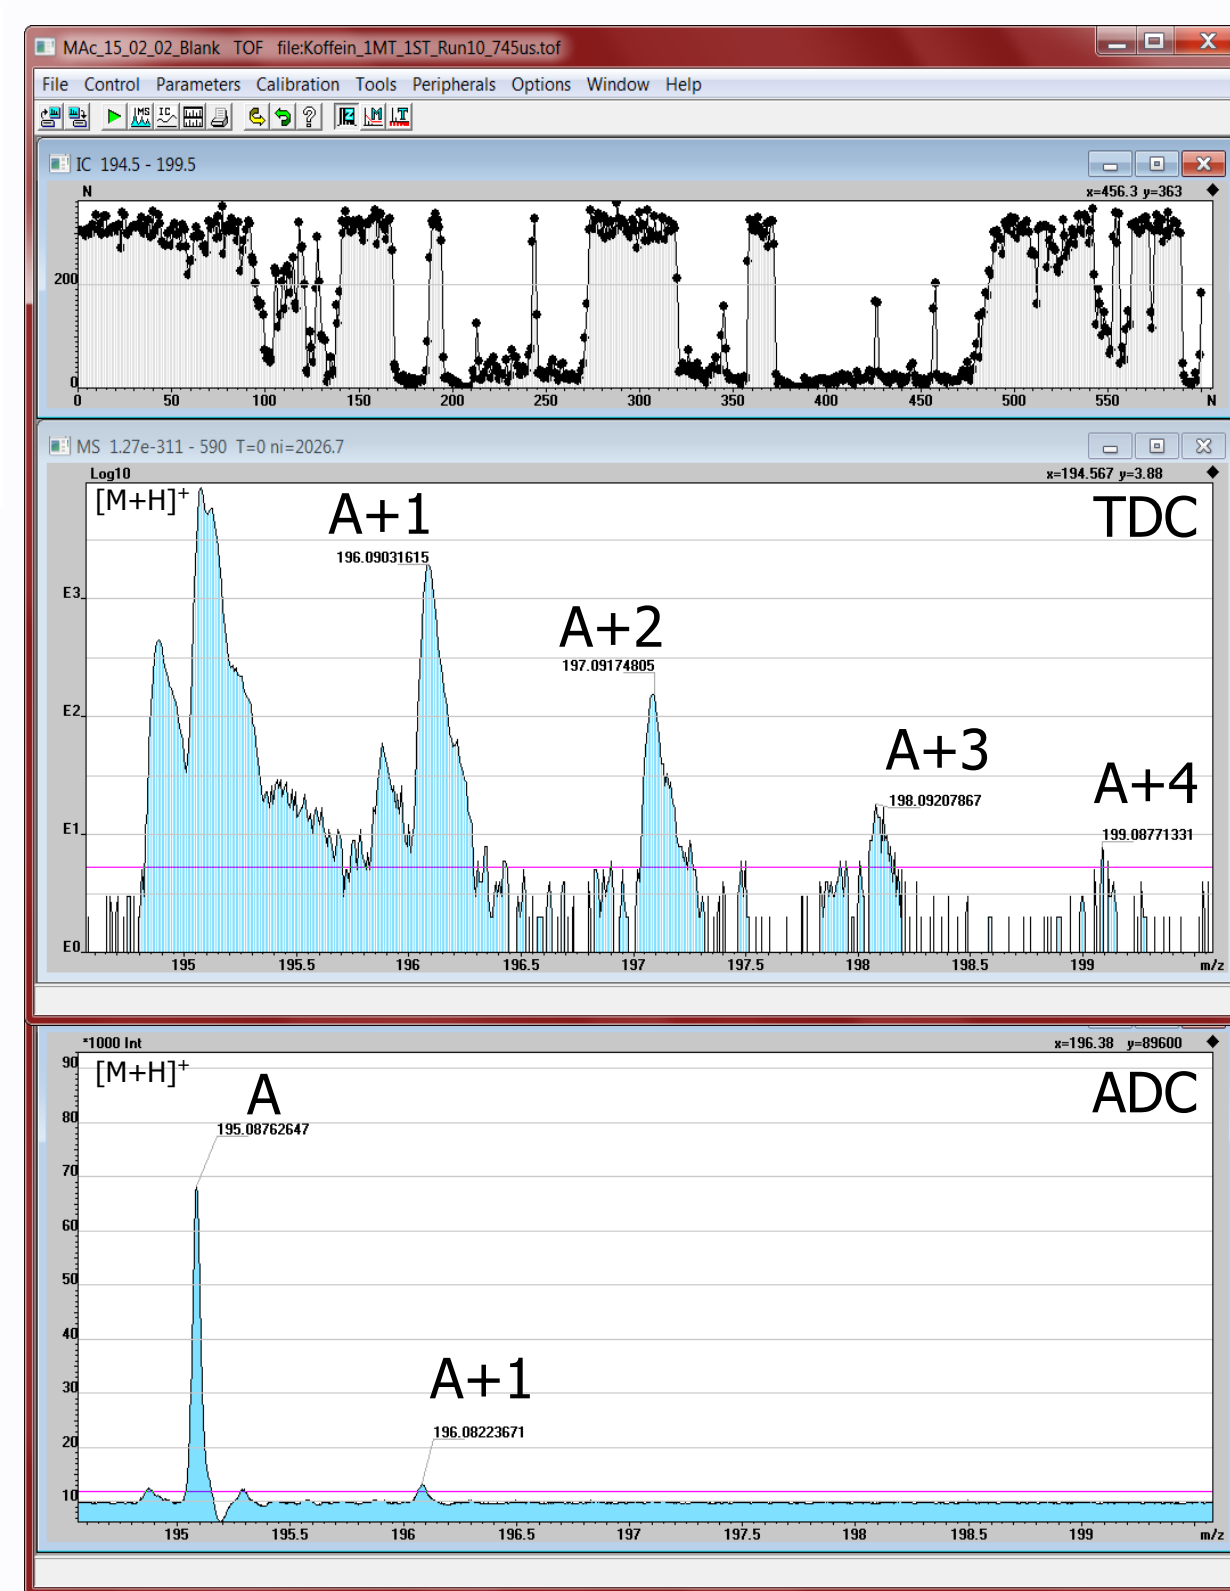 MAc_15_02_02_Blank TOF file:Koffein_1MT_1ST_Run10_745us.tof
File Control Parameters Calibration Tools Peripherals Options Window Help
IC 194.5 - 199.5
N x=456.3 y=363
200
0
0 50 100 150 200 250 300 350 400 450 500 550 N
MS 1.27e-311 - 590 T=0 ni=2026.7
Log10 x=194.567 y=3.88
[M+H]+ A+1 TDC
196.09031615
E3
A+2
197.09174805
E2
A+3
198.09207867
A+4
199.08771331
E1
E0
195 195.5 196 196.5 197 197.5 198 198.5 199 m/z
*1000 Int x=196.38 y=89600
90
[M+H]+ A ADC
80
195.08762647
70
60
50
40
30
A+1
20
196.08223671
10
195 195.5 196 196.5 197 197.5 198 198.5 199 m/z